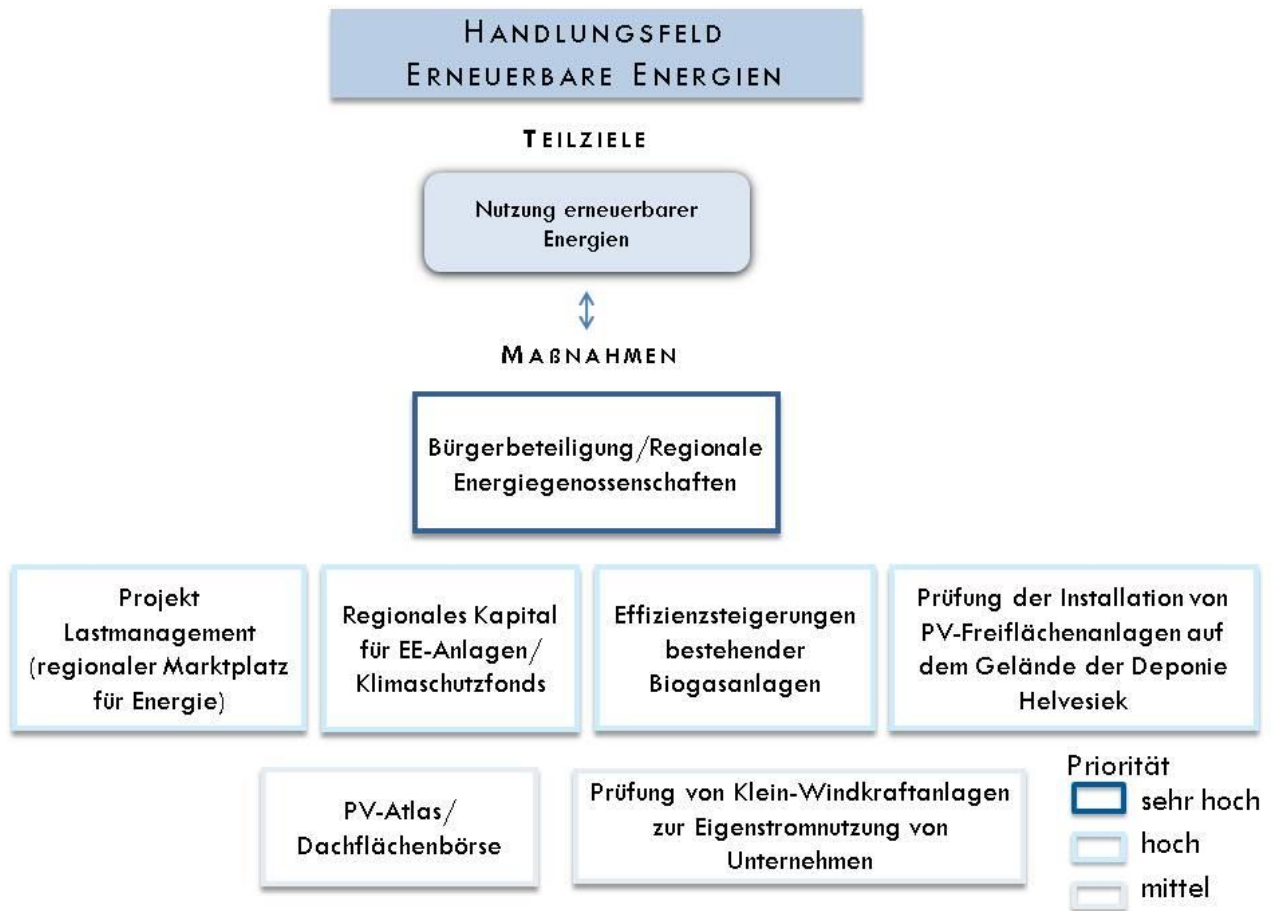 HANDLUNGSFELD
ERNEUERBARE ENERGIEN
TEILZIELE
Nutzung erneuerbarer
Energien
MAßNAHMEN
Bürgerbeteiligung/Regionale
Energiegenossenschaften
Projekt
Lastmanagement
(regionaler Marktplatz
für Energie)
Regionales Kapital
für EE-Anlagen/
Klimaschutzfonds
Effizienzsteigerungen
bestehender
Biogasanlagen
Prüfung der Installation von
PV-Freiflächenanlagen auf
dem Gelände der Deponie
Helvesiek
PV-Atlas/
Dachflächenbörse
Prüfung von Klein-Windkraftanlagen
zur Eigenstromnutzung von
Unternehmen
Priorität
sehr hoch
hoch
mittel